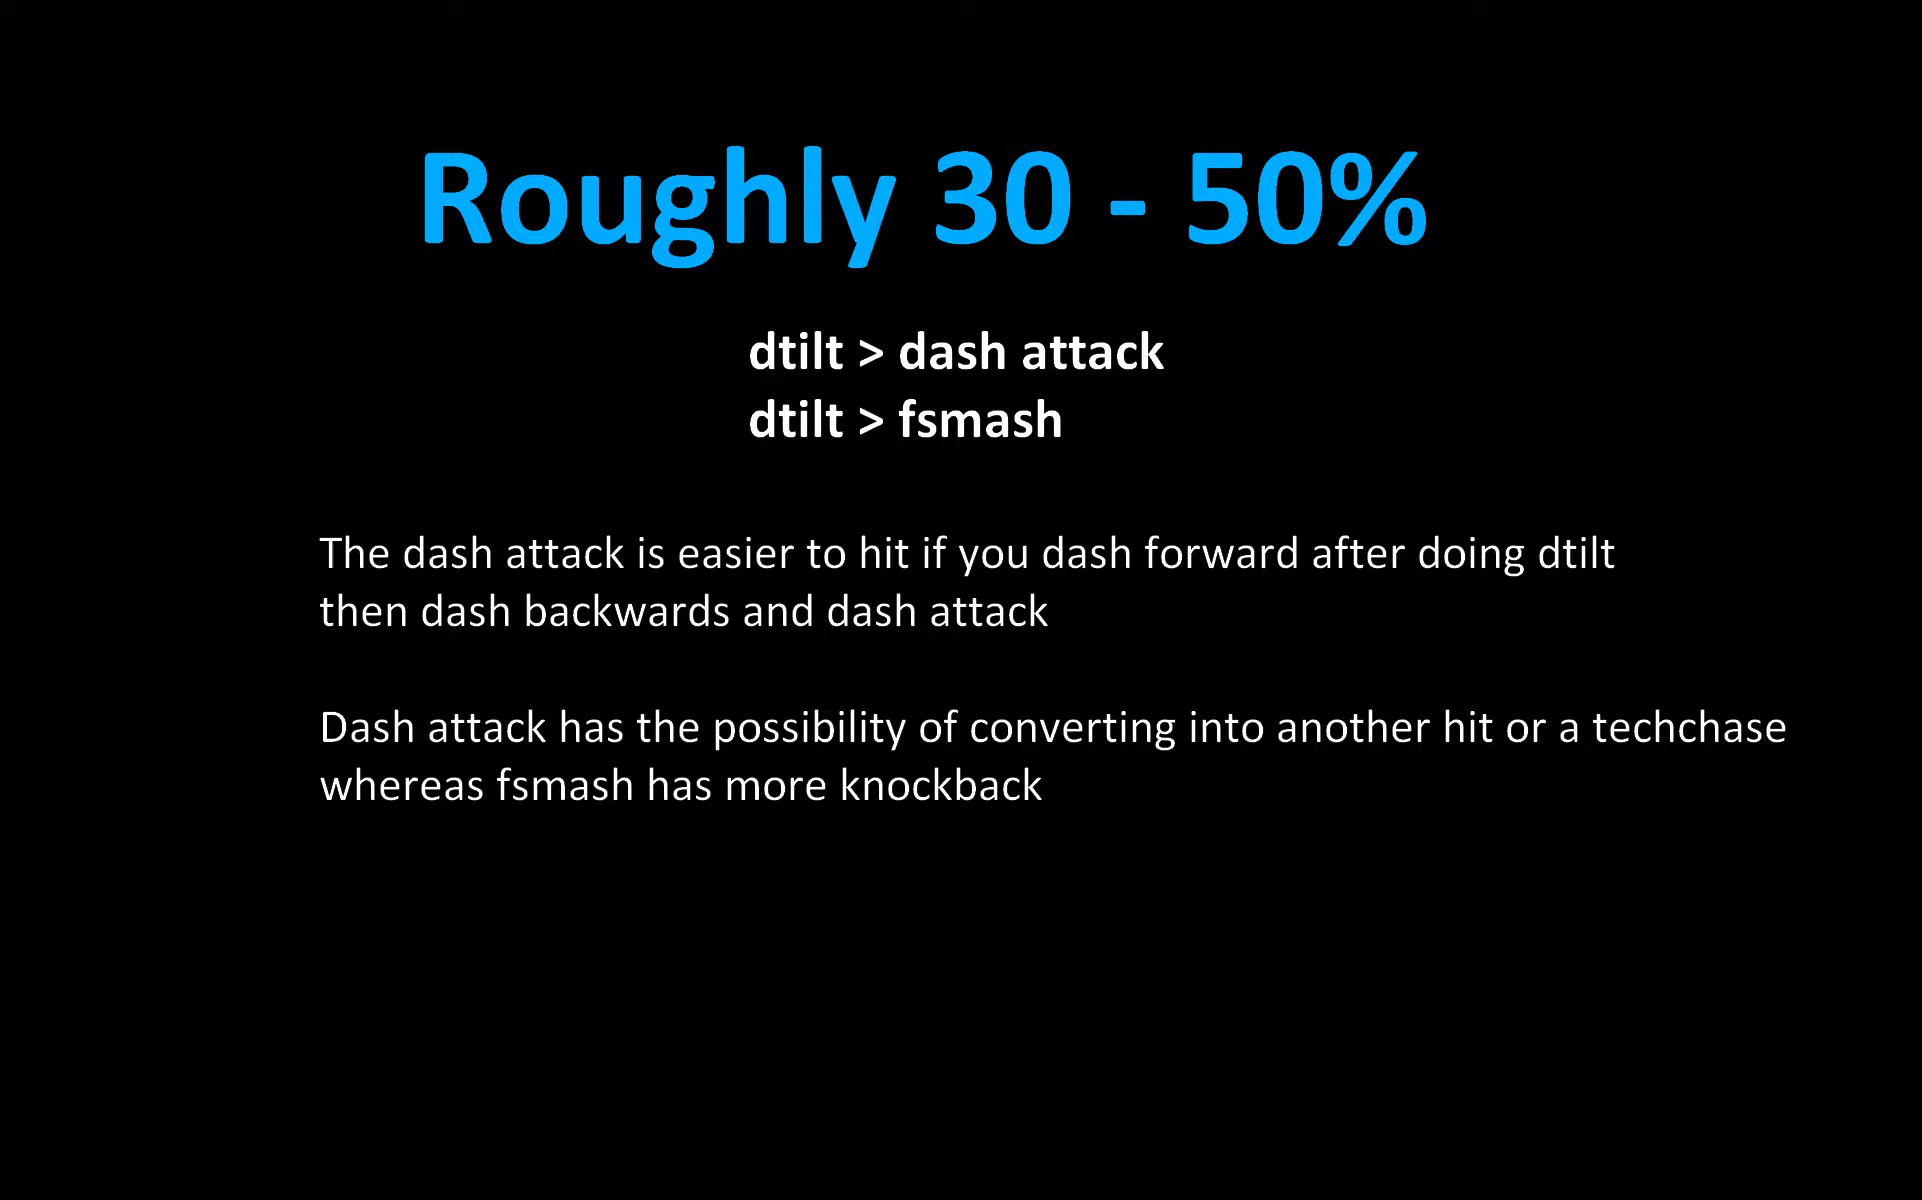 Roughly 30 - 50%
dtilt > dash attack
dtilt > fsmash
The dash attack is easier to hit if you dash forward after doing dtilt
then dash backwards and dash attack
Dash attack has the possibility of converting into another hit or a techchase
whereas fsmash has more knockback